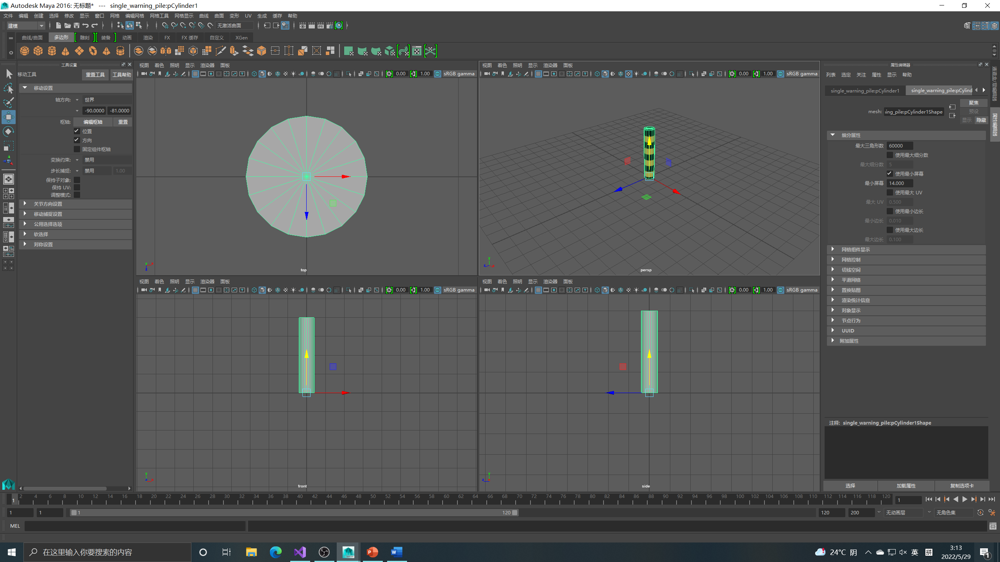 Autodesk Maya 2016: 无标题*   ---   single_warning_pile:pCylinder1
文件 编辑 创建 选择 修改 显示 窗口 网格 编辑网格 网格工具 网格显示 曲线 曲面 变形 UV 生成 缓存 帮助
建模 无激活曲面
曲线/曲面 多边形 雕刻 装备 动画 渲染 FX FX 缓存 自定义 XGen
工具设置
移动工具 重置工具 工具帮助
移动设置
轴方向: 世界
-90.0000 -81.0000
枢轴: 编辑枢轴 重置
位置
方向
固定组件枢轴
变换约束: 禁用
步长捕捉: 禁用 1.00
保持子对象:
保持 UV:
调整模式:
关节方向设置
移动捕捉设置
公用选择选项
软选择
对称设置
视图 着色 照明 显示 渲染器 面板
0.00 1.00 sRGB gamma
top
视图 着色 照明 显示 渲染器 面板
0.00 1.00 sRGB gamma
persp
视图 着色 照明 显示 渲染器 面板
0.00 1.00 sRGB gamma
front
视图 着色 照明 显示 渲染器 面板
0.00 1.00 sRGB gamma
side
属性编辑器
列表 选定 关注 属性 显示 帮助
single_warning_pile:pCylinder1 single_warning_pile:pCylind
聚焦
mesh: ing_pile:pCylinder1Shape 预设
显示 隐藏
细分属性
最大三角形数 60000
使用最大细分数
最大细分数 5
使用最小屏幕
最小屏幕 14.000
使用最大 UV
最大 UV 0.500
使用最小边长
最小边长 0.010
使用最大边长
最大边长 0.100
网格组件显示
网格控制
切线空间
平滑网格
置换贴图
渲染统计信息
对象显示
节点行为
UUID
附加属性
注释: single_warning_pile:pCylinder1Shape
选择 加载属性 复制选项卡
通道盒/层编辑器
属性编辑器
1 2 4 6 8 10 12 14 16 18 20 22 24 26 28 30 32 34 36 38 40 42 44 46 48 50 52 54 56 58 60 62 64 66 68 70 72 74 76 78 80 82 84 86 88 90 92 94 96 98 100 102 104 106 108 110 112 114 116 118 120 1
1 1 1 120 120 200 无动画层 无角色集
MEL
在这里输入你要搜索的内容
24°C 阴 英 拼 3:13
2022/5/29
1